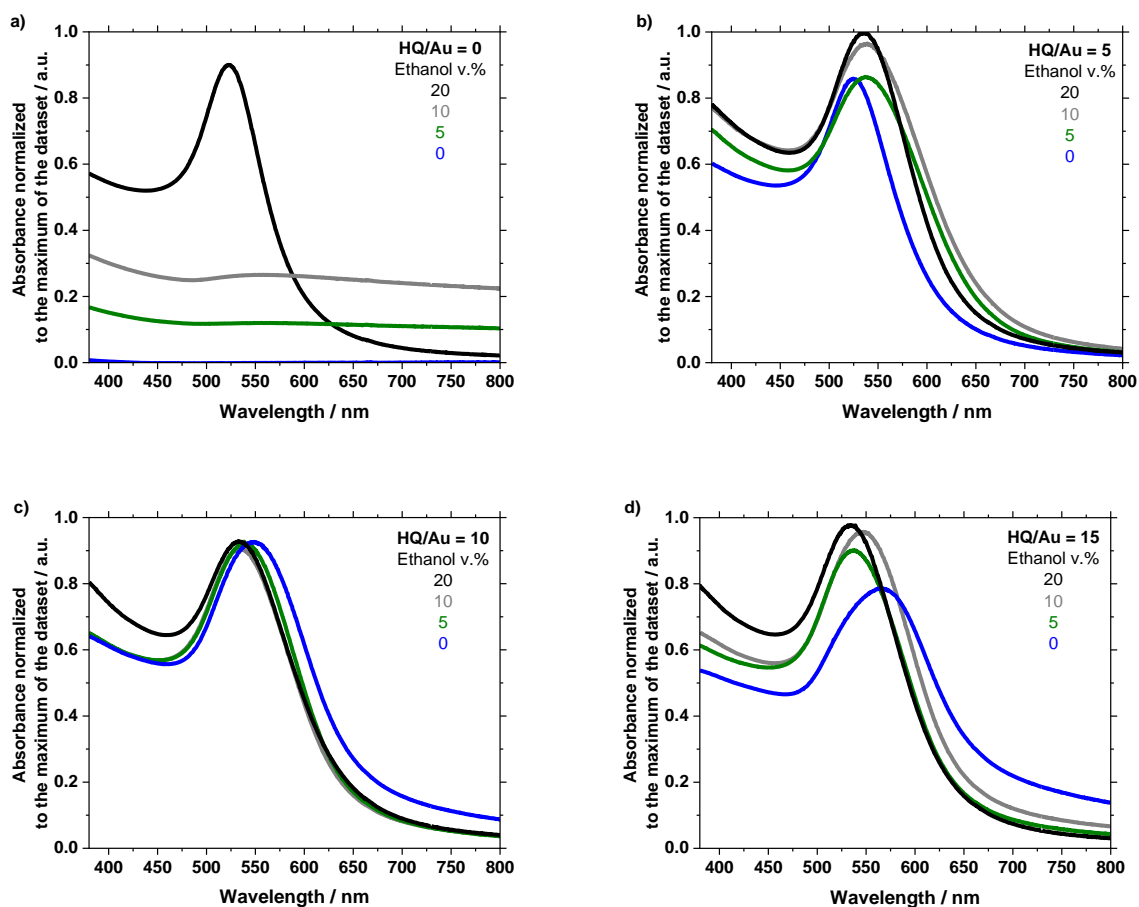 a)
Absorbance normalized
to the maximum of the dataset / a.u.
1.0
0.8
0.6
0.4
0.2
0.0
HQ/Au = 0
Ethanol v.%
20
10
5
0
400 450 500 550 600 650 700 750 800
Wavelength / nm
b)
Absorbance normalized
to the maximum of the dataset / a.u.
1.0
0.8
0.6
0.4
0.2
0.0
HQ/Au = 5
Ethanol v.%
20
10
5
0
400 450 500 550 600 650 700 750 800
Wavelength / nm
c)
Absorbance normalized
to the maximum of the dataset / a.u.
1.0
0.8
0.6
0.4
0.2
0.0
HQ/Au = 10
Ethanol v.%
20
10
5
0
400 450 500 550 600 650 700 750 800
Wavelength / nm
d)
Absorbance normalized
to the maximum of the dataset / a.u.
1.0
0.8
0.6
0.4
0.2
0.0
HQ/Au = 15
Ethanol v.%
20
10
5
0
400 450 500 550 600 650 700 750 800
Wavelength / nm